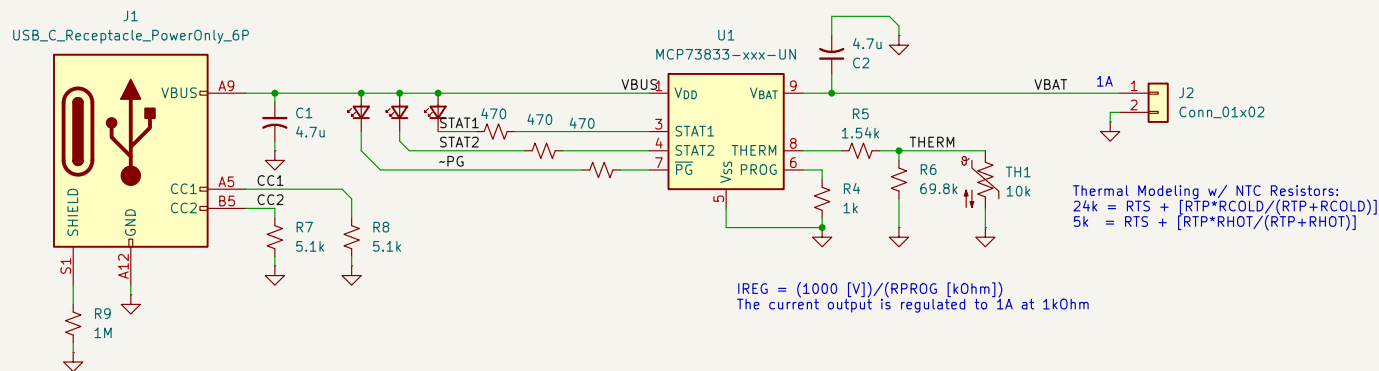 J1
USB_C_Receptacle_PowerOnly_6P
VBUS
A9
CC1
A5
CC1
CC2
B5
CC2
SHIELD
GND
S1
A12
R9
1M
C1
4.7u
R7
5.1k
R8
5.1k
STAT1
470
470
470
STAT2
~PG
VBUS
U1
MCP73833-xxx-UN
1
VDD
VBAT
9
3
STAT1
4
STAT2
THERM
8
7
PG
PROG
6
VSS
5
4.7u
C2
R5
1.54k
THERM
R4
1k
R6
69.8k
θ
TH1
10k
VBAT
1A
1
2
J2
Conn_01x02
Thermal Modeling w/ NTC Resistors:
24k = RTS + [RTP*RCOLD/(RTP+RCOLD)]
5k  = RTS + [RTP*RHOT/(RTP+RHOT)]
IREG = (1000 [V])/(RPROG [kOhm])
The current output is regulated to 1A at 1kOhm